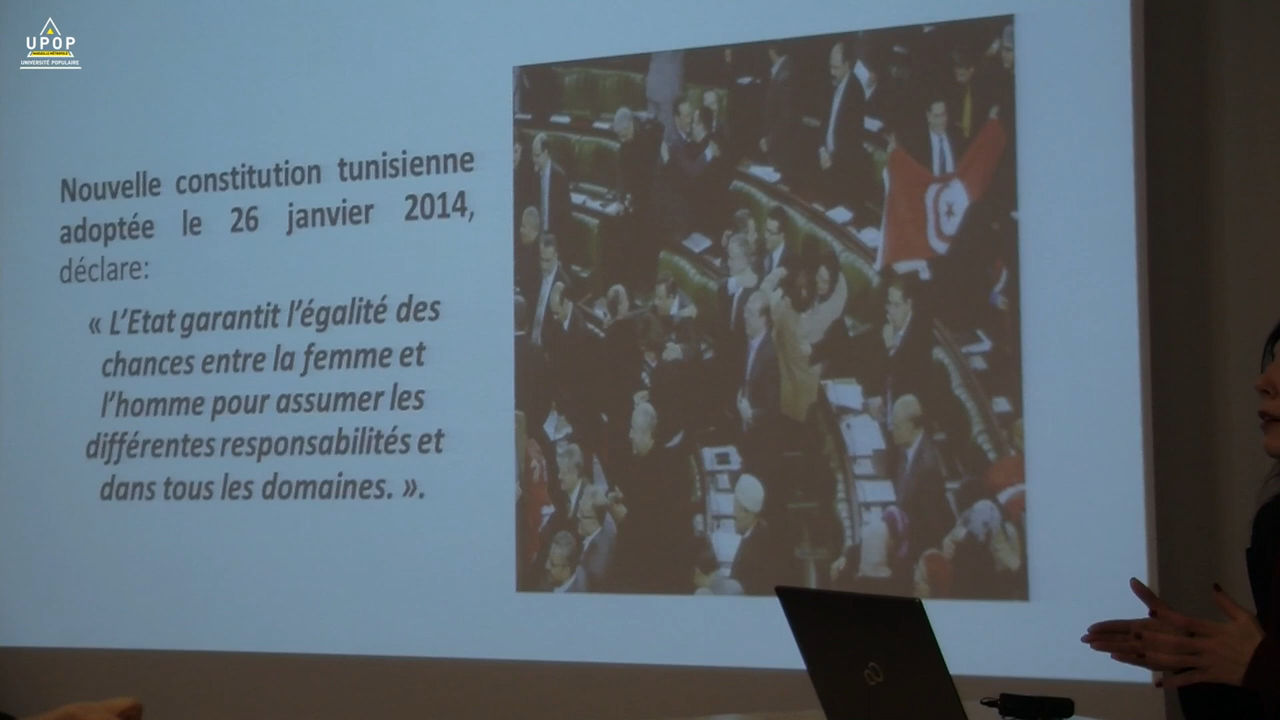 UPOP
UNIVERSITÉ POPULAIRE
Nouvelle constitution tunisienne
adoptée le 26 janvier 2014,
déclare:
« L'Etat garantit l'égalité des
chances entre la femme et
l'homme pour assumer les
différentes responsabilités et
dans tous les domaines. ».